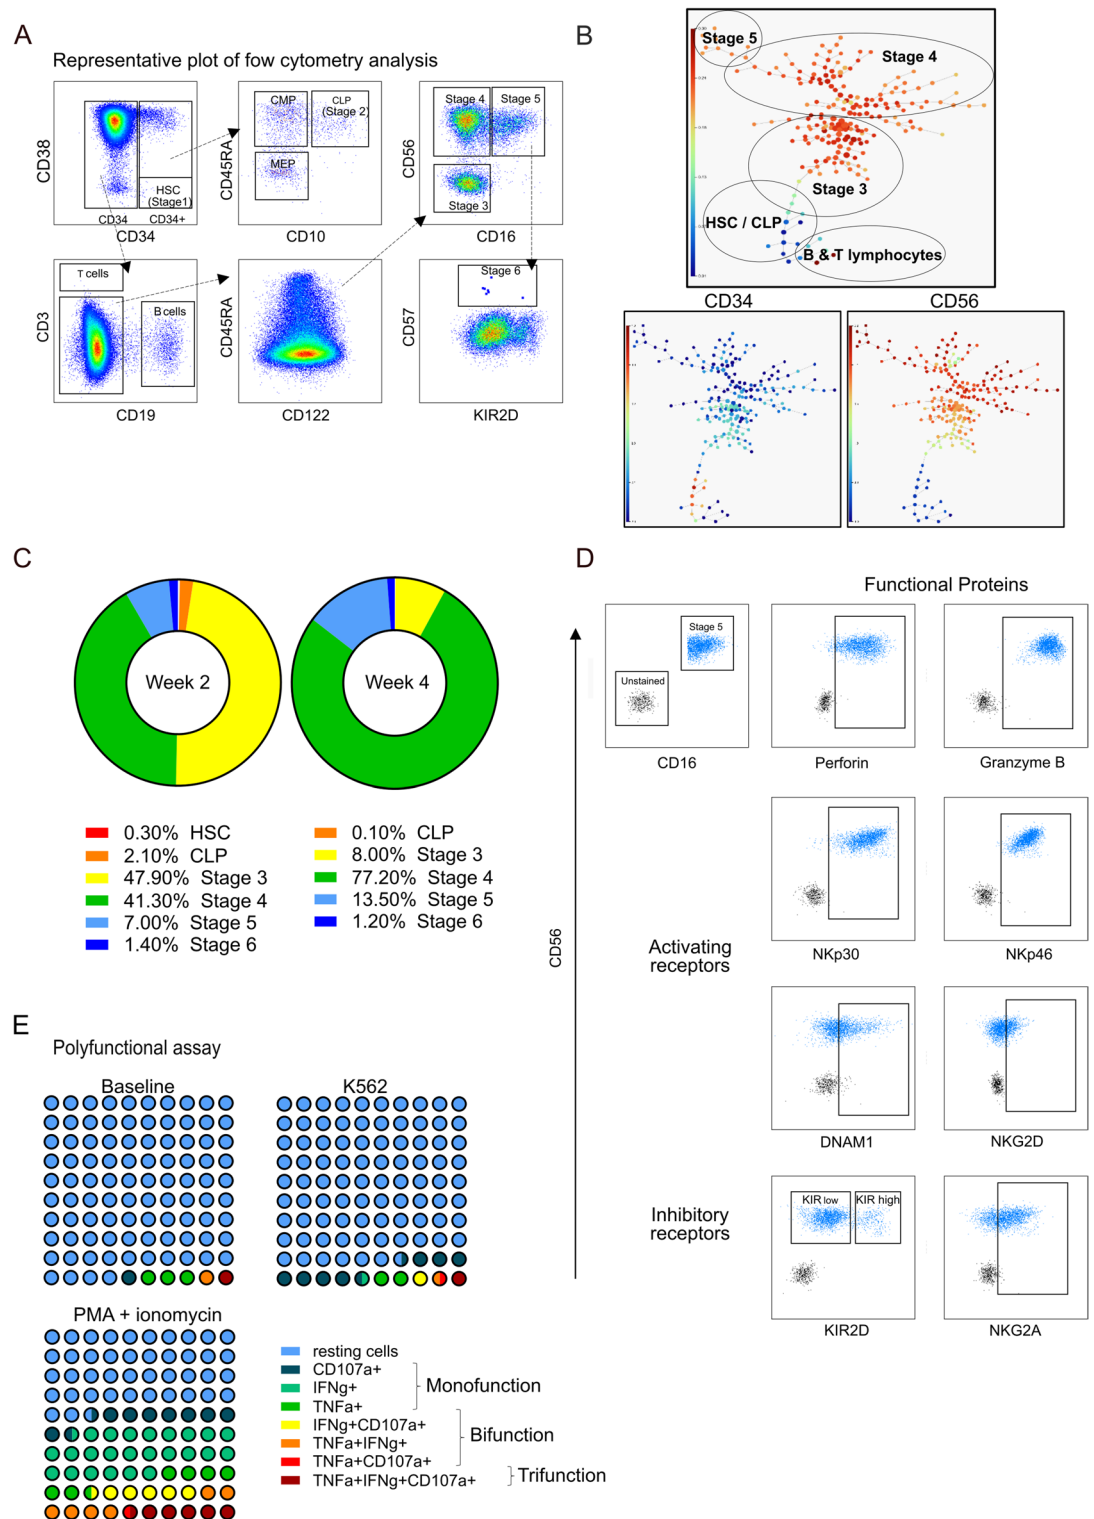 A
Representative plot of fow cytometry analysis
CD38
HSC
(Stage1)
CD34
CD34+
CD34
CD45RA
CMP
CLP
(Stage 2)
MEP
CD10
CD56
Stage 4
Stage 5
Stage 3
CD16
CD3
T cells
B cells
CD19
CD45RA
CD122
CD57
Stage 6
KIR2D
B
Stage 5
Stage 4
Stage 3
HSC / CLP
B & T lymphocytes
CD34
CD56
C
Week 2
Week 4
0.30% HSC
2.10% CLP
47.90% Stage 3
41.30% Stage 4
7.00% Stage 5
1.40% Stage 6
0.10% CLP
8.00% Stage 3
77.20% Stage 4
13.50% Stage 5
1.20% Stage 6
D
Functional Proteins
CD56
Stage 5
Unstained
CD16
Perforin
Granzyme B
Activating
receptors
NKp30
NKp46
DNAM1
NKG2D
Inhibitory
receptors
KIR low
KIR high
KIR2D
NKG2A
E
Polyfunctional assay
Baseline
K562
PMA + ionomycin
resting cells
CD107a+
IFNg+
TNFa+
Monofunction
IFNg+CD107a+
TNFa+IFNg+
TNFa+CD107a+
Bifunction
TNFa+IFNg+CD107a+
Trifunction